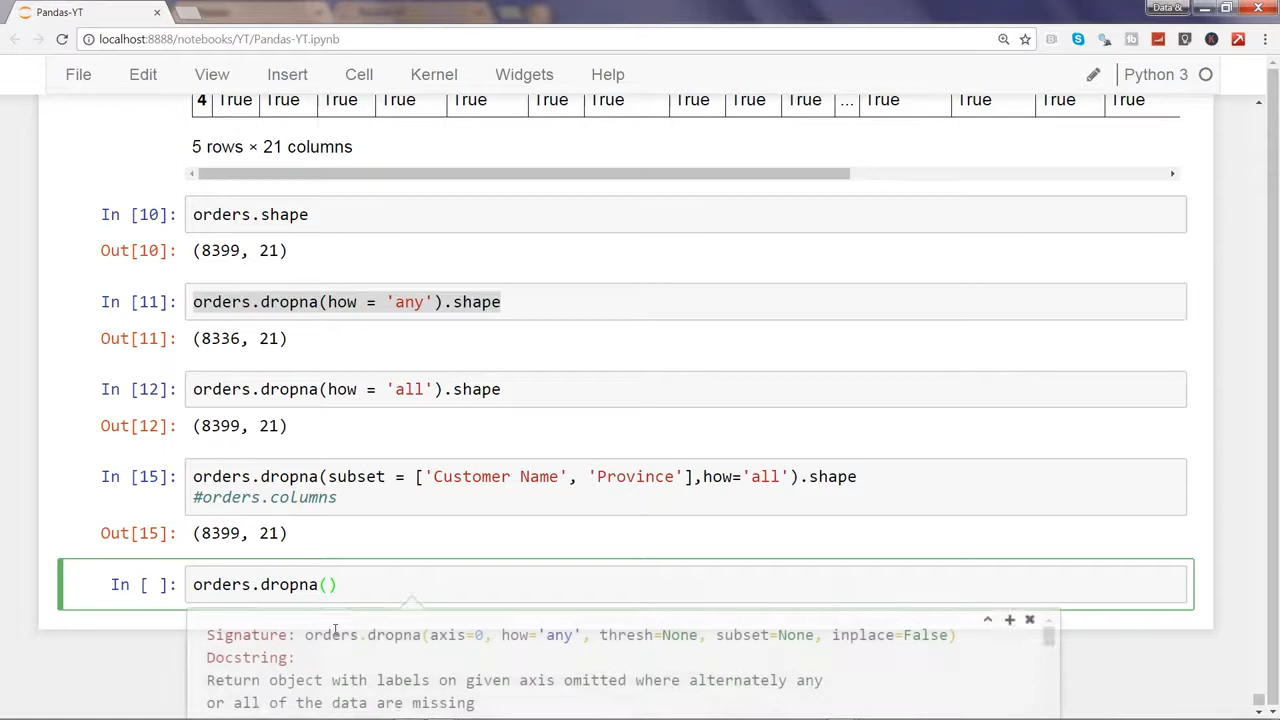 Pandas-YT
Data &
localhost:8888/notebooks/YT/Pandas-YT.ipynb
File Edit View Insert Cell Kernel Widgets Help Python 3
4 True True True True True True True True True True ... True True True True
5 rows × 21 columns
In [10]: orders.shape
Out[10]: (8399, 21)
In [11]: orders.dropna(how = 'any').shape
Out[11]: (8336, 21)
In [12]: orders.dropna(how = 'all').shape
Out[12]: (8399, 21)
In [15]: orders.dropna(subset = ['Customer Name', 'Province'],how='all').shape
#orders.columns
Out[15]: (8399, 21)
In [ ]: orders.dropna()
Signature: orders.dropna(axis=0, how='any', thresh=None, subset=None, inplace=False)
Docstring:
Return object with labels on given axis omitted where alternately any
or all of the data are missing